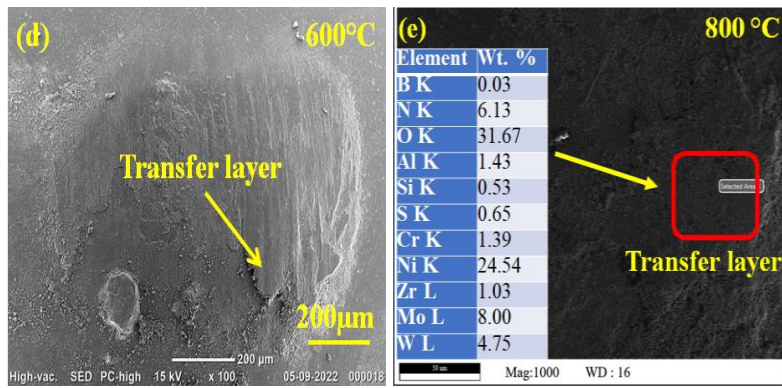 (d)
600°C
Transfer layer
200μm
200 μm
High-vac. SED PC-high 15 kV x 100 05-09-2022 000018
(e)
800 °C
Element Wt. %
B K 0.03
N K 6.13
O K 31.67
Al K 1.43
Si K 0.53
S K 0.65
Cr K 1.39
Ni K 24.54
Zr L 1.03
Mo L 8.00
W L 4.75
Selected Area
Transfer layer
50 um
Mag:1000 WD : 16